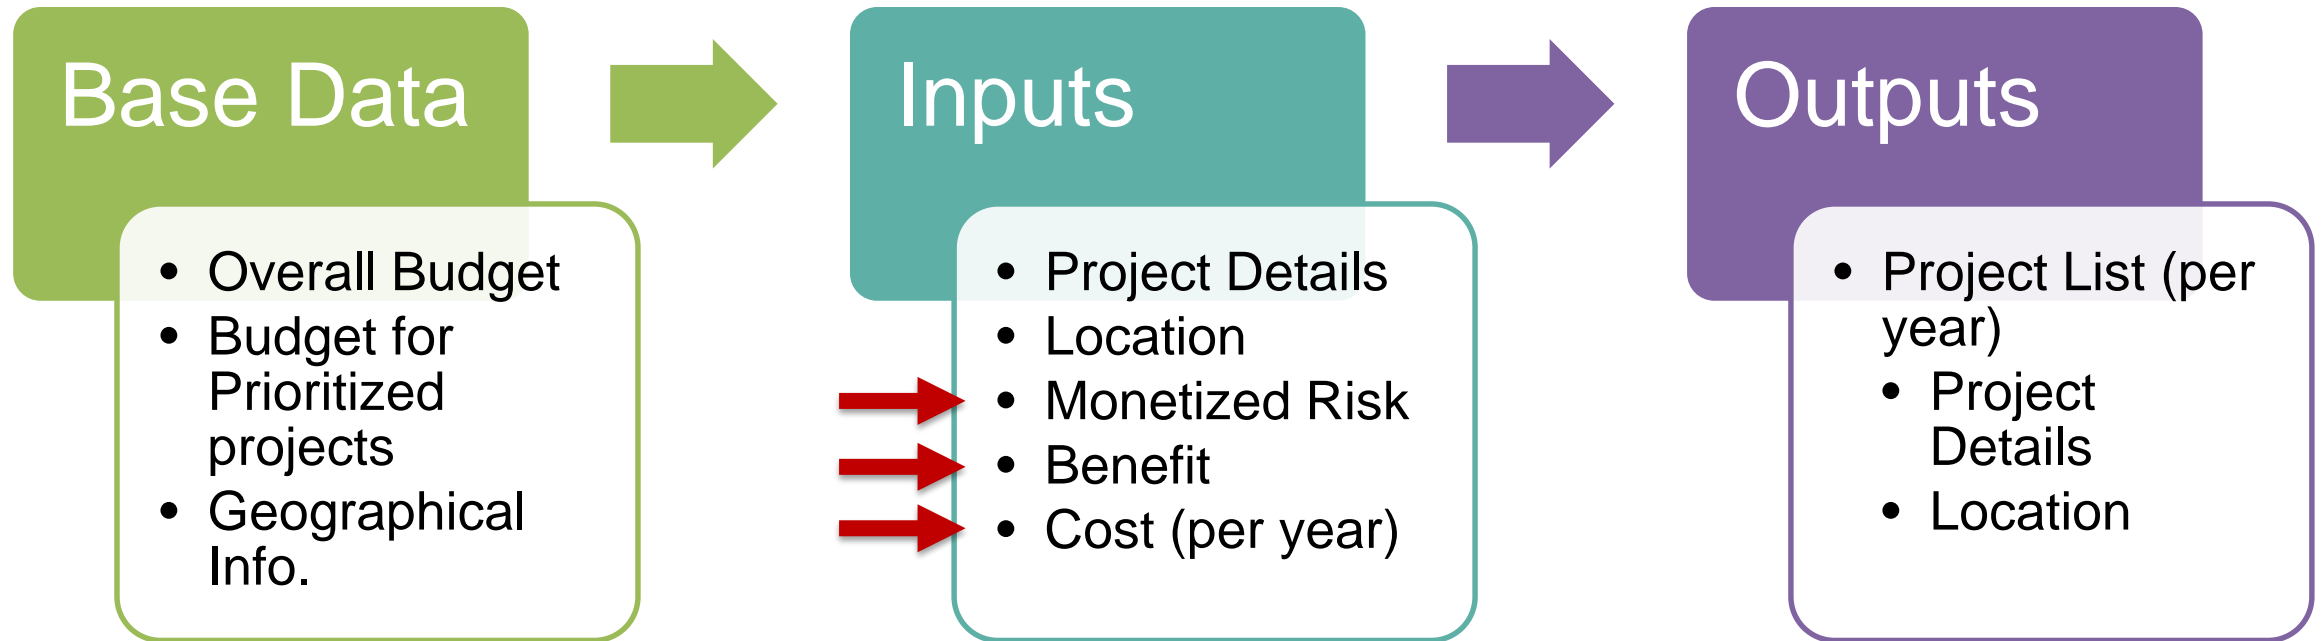 Base Data
• Overall Budget
• Budget for
Prioritized
projects
• Geographical
Info.
Inputs
• Project Details
• Location
• Monetized Risk
• Benefit
• Cost (per year)
Outputs
• Project List (per
year)
• Project
Details
• Location